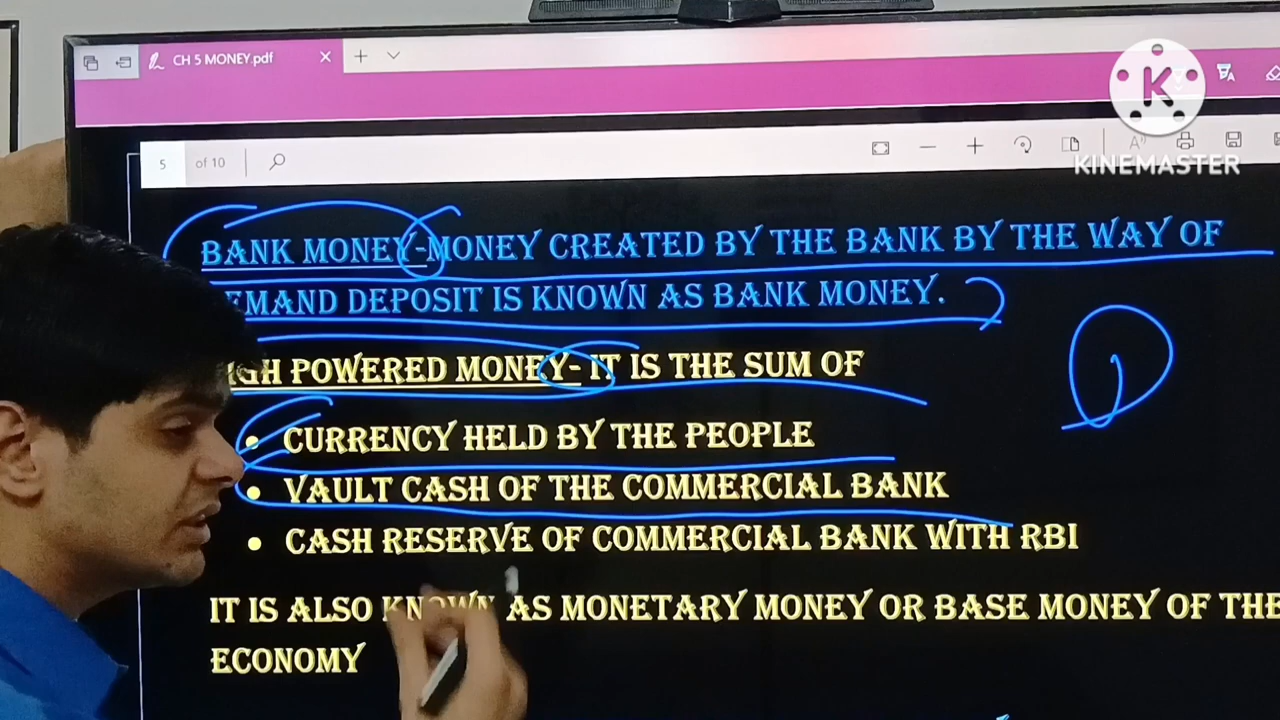 CH 5 MONEY.pdf
KINEMASTER
5 of 10
BANK MONEY-MONEY CREATED BY THE BANK BY THE WAY OF
EMAND DEPOSIT IS KNOWN AS BANK MONEY.
IGH POWERED MONEY- IT IS THE SUM OF
• CURRENCY HELD BY THE PEOPLE
• VAULT CASH OF THE COMMERCIAL BANK
• CASH RESERVE OF COMMERCIAL BANK WITH RBI
IT IS ALSO KNOWN AS MONETARY MONEY OR BASE MONEY OF THE
ECONOMY